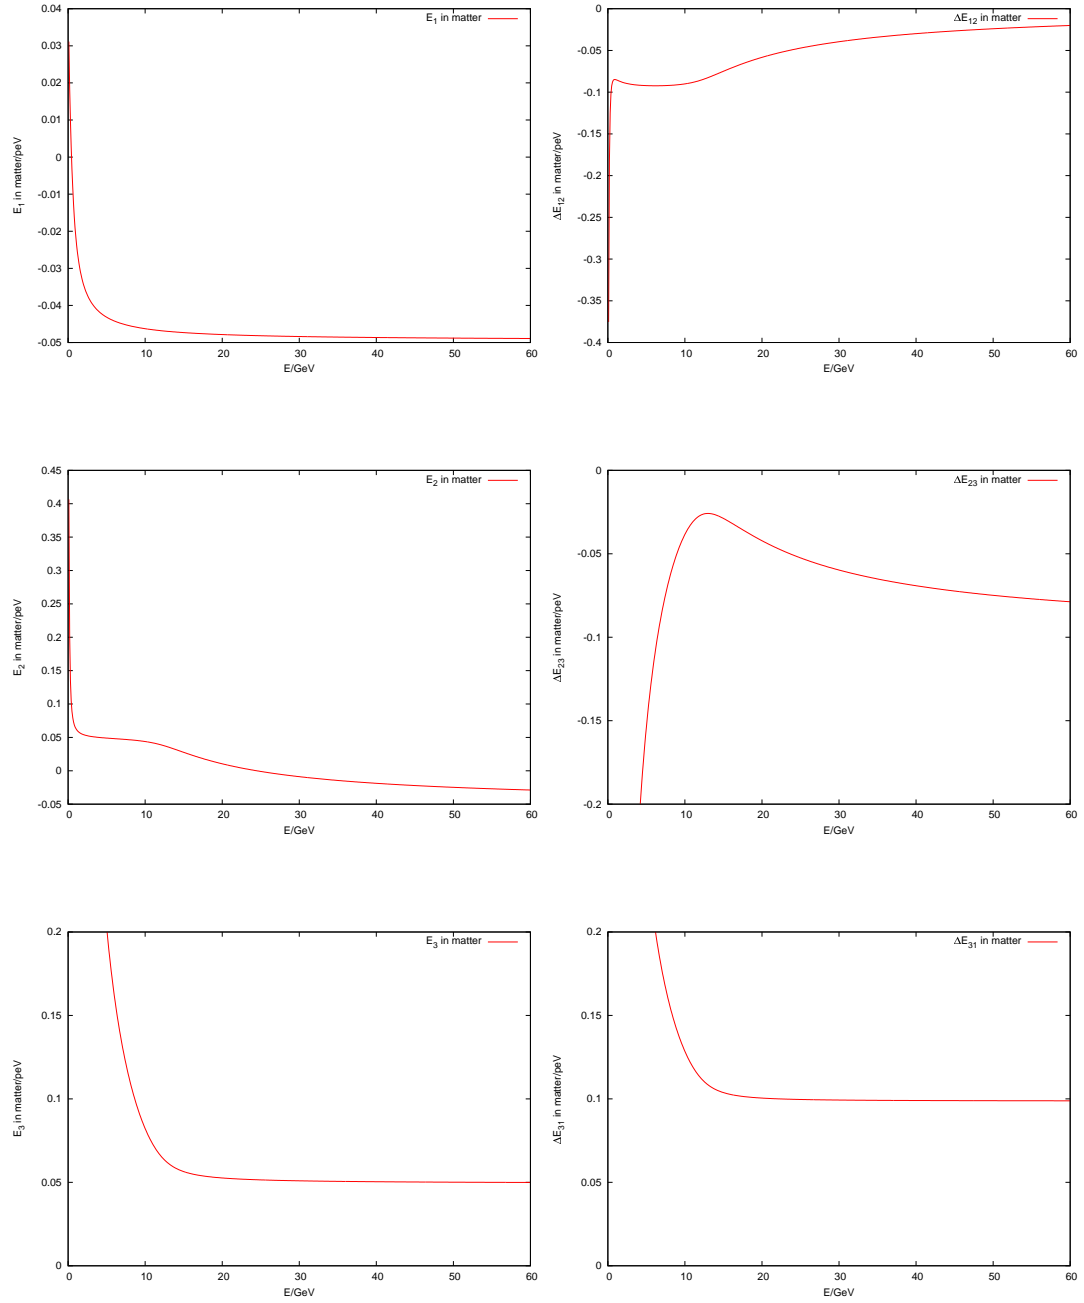 E1 in matter
0.04
0.03
0.02
0.01
0
-0.01
-0.02
-0.03
-0.04
-0.05
0 10 20 30 40 50 60
E1 in matter/peV
E/GeV
ΔE12 in matter
0
-0.05
-0.1
-0.15
-0.2
-0.25
-0.3
-0.35
-0.4
0 10 20 30 40 50 60
ΔE12 in matter/peV
E/GeV
E2 in matter
0.45
0.4
0.35
0.3
0.25
0.2
0.15
0.1
0.05
0
-0.05
0 10 20 30 40 50 60
E2 in matter/peV
E/GeV
ΔE23 in matter
0
-0.05
-0.1
-0.15
-0.2
0 10 20 30 40 50 60
ΔE23 in matter/peV
E/GeV
E3 in matter
0.2
0.15
0.1
0.05
0
0 10 20 30 40 50 60
E3 in matter/peV
E/GeV
ΔE31 in matter
0.2
0.15
0.1
0.05
0
0 10 20 30 40 50 60
ΔE31 in matter/peV
E/GeV